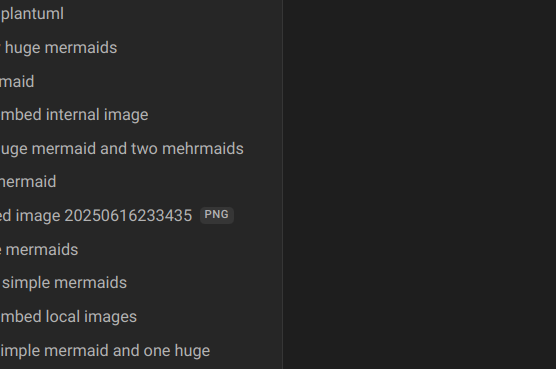 plantuml
huge mermaids
maid
mbed internal image
uge mermaid and two mehrmaids
nermaid
ed image 20250616233435 PNG
e mermaids
simple mermaids
mbed local images
imple mermaid and one huge